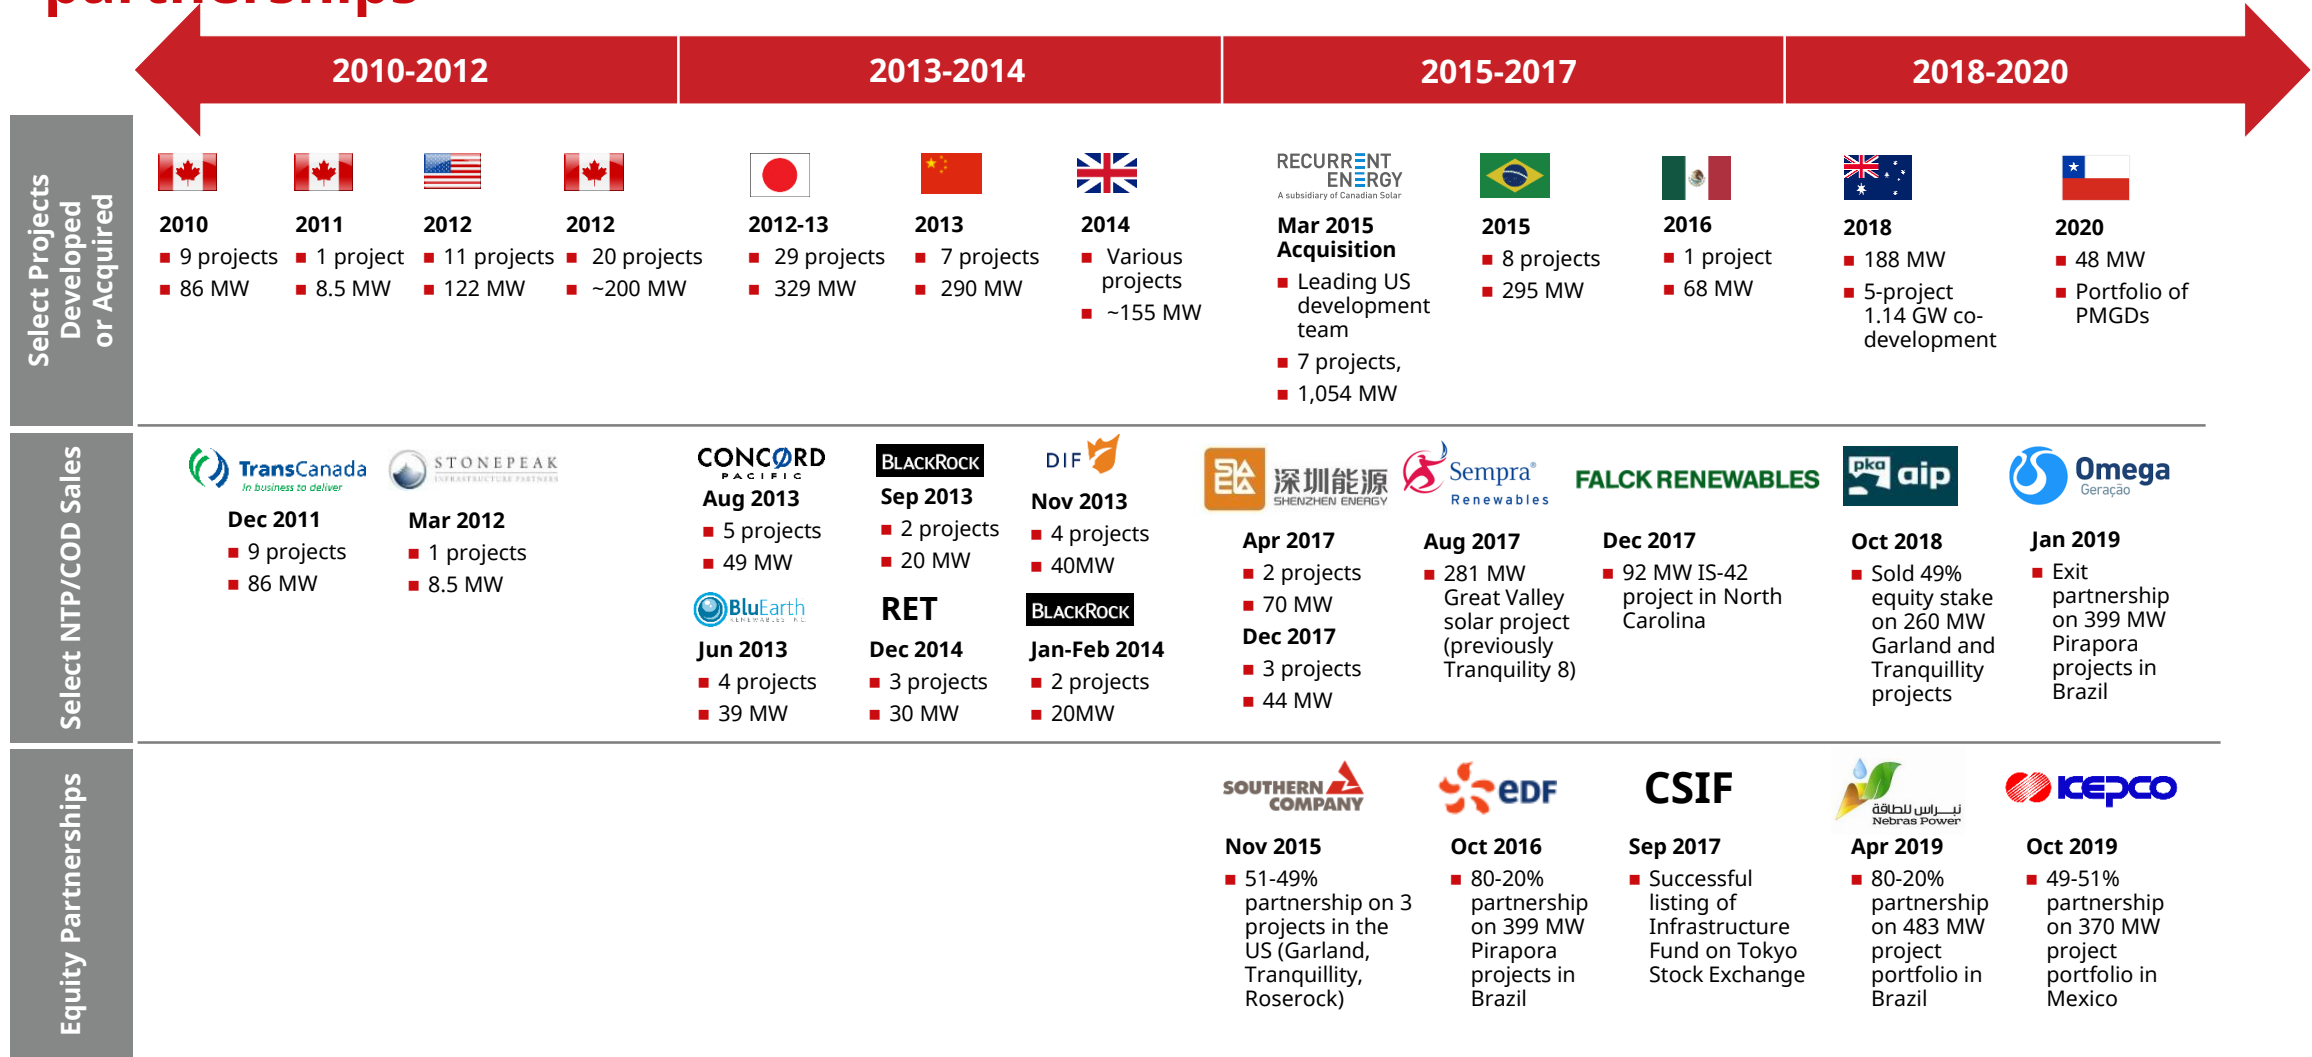 partnerships
2010-2012
2013-2014
2015-2017
2018-2020
Select Projects
Developed
or Acquired
2010
9 projects
86 MW
2011
1 project
8.5 MW
2012
11 projects
122 MW
2012
20 projects
~200 MW
2012-13
29 projects
329 MW
2013
7 projects
290 MW
2014
Various
projects
~155 MW
RECURRENT
ENERGY
A subsidiary of Canadian Solar
Mar 2015
Acquisition
Leading US
development
team
7 projects,
1,054 MW
2015
8 projects
295 MW
2016
1 project
68 MW
2018
188 MW
5-project
1.14 GW co-
development
2020
48 MW
Portfolio of
PMGDs
Select NTP/COD Sales
TransCanada
In business to deliver
Dec 2011
9 projects
86 MW
STONEPEAK
INFRASTRUCTURE PARTNERS
Mar 2012
1 projects
8.5 MW
CONCØRD
PACIFIC
Aug 2013
5 projects
49 MW
BLACKROCK
Sep 2013
2 projects
20 MW
DIF
Nov 2013
4 projects
40MW
BluEarth
RENEWABLES INC.
Jun 2013
4 projects
39 MW
RET
Dec 2014
3 projects
30 MW
BLACKROCK
Jan-Feb 2014
2 projects
20MW
深圳能源
SHENZHEN ENERGY
Apr 2017
2 projects
70 MW
Dec 2017
3 projects
44 MW
Sempra®
Renewables
Aug 2017
281 MW
Great Valley
solar project
(previously
Tranquility 8)
FALCK RENEWABLES
Dec 2017
92 MW IS-42
project in North
Carolina
pka aip
Oct 2018
Sold 49%
equity stake
on 260 MW
Garland and
Tranquillity
projects
Omega
Geração
Jan 2019
Exit
partnership
on 399 MW
Pirapora
projects in
Brazil
Equity Partnerships
SOUTHERN
COMPANY
Nov 2015
51-49%
partnership on 3
projects in the
US (Garland,
Tranquillity,
Roserock)
eDF
Oct 2016
80-20%
partnership
on 399 MW
Pirapora
projects in
Brazil
CSIF
Sep 2017
Successful
listing of
Infrastructure
Fund on Tokyo
Stock Exchange
نبراس للطاقة
Nebras Power
Apr 2019
80-20%
partnership
on 483 MW
project
portfolio in
Brazil
KEPCO
Oct 2019
49-51%
partnership
on 370 MW
project
portfolio in
Mexico